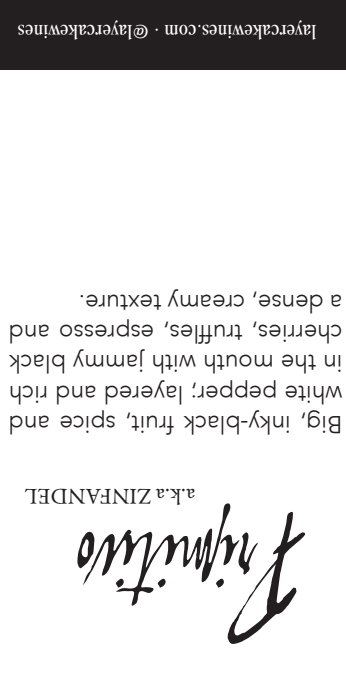 Primitivo
a.k.a ZINFANDEL
Big, inky-black fruit, spice and
white pepper; layered and rich
in the mouth with jammy black
cherries, truffles, espresso and
a dense, creamy texture.
layercakewines.com · @layercakewines